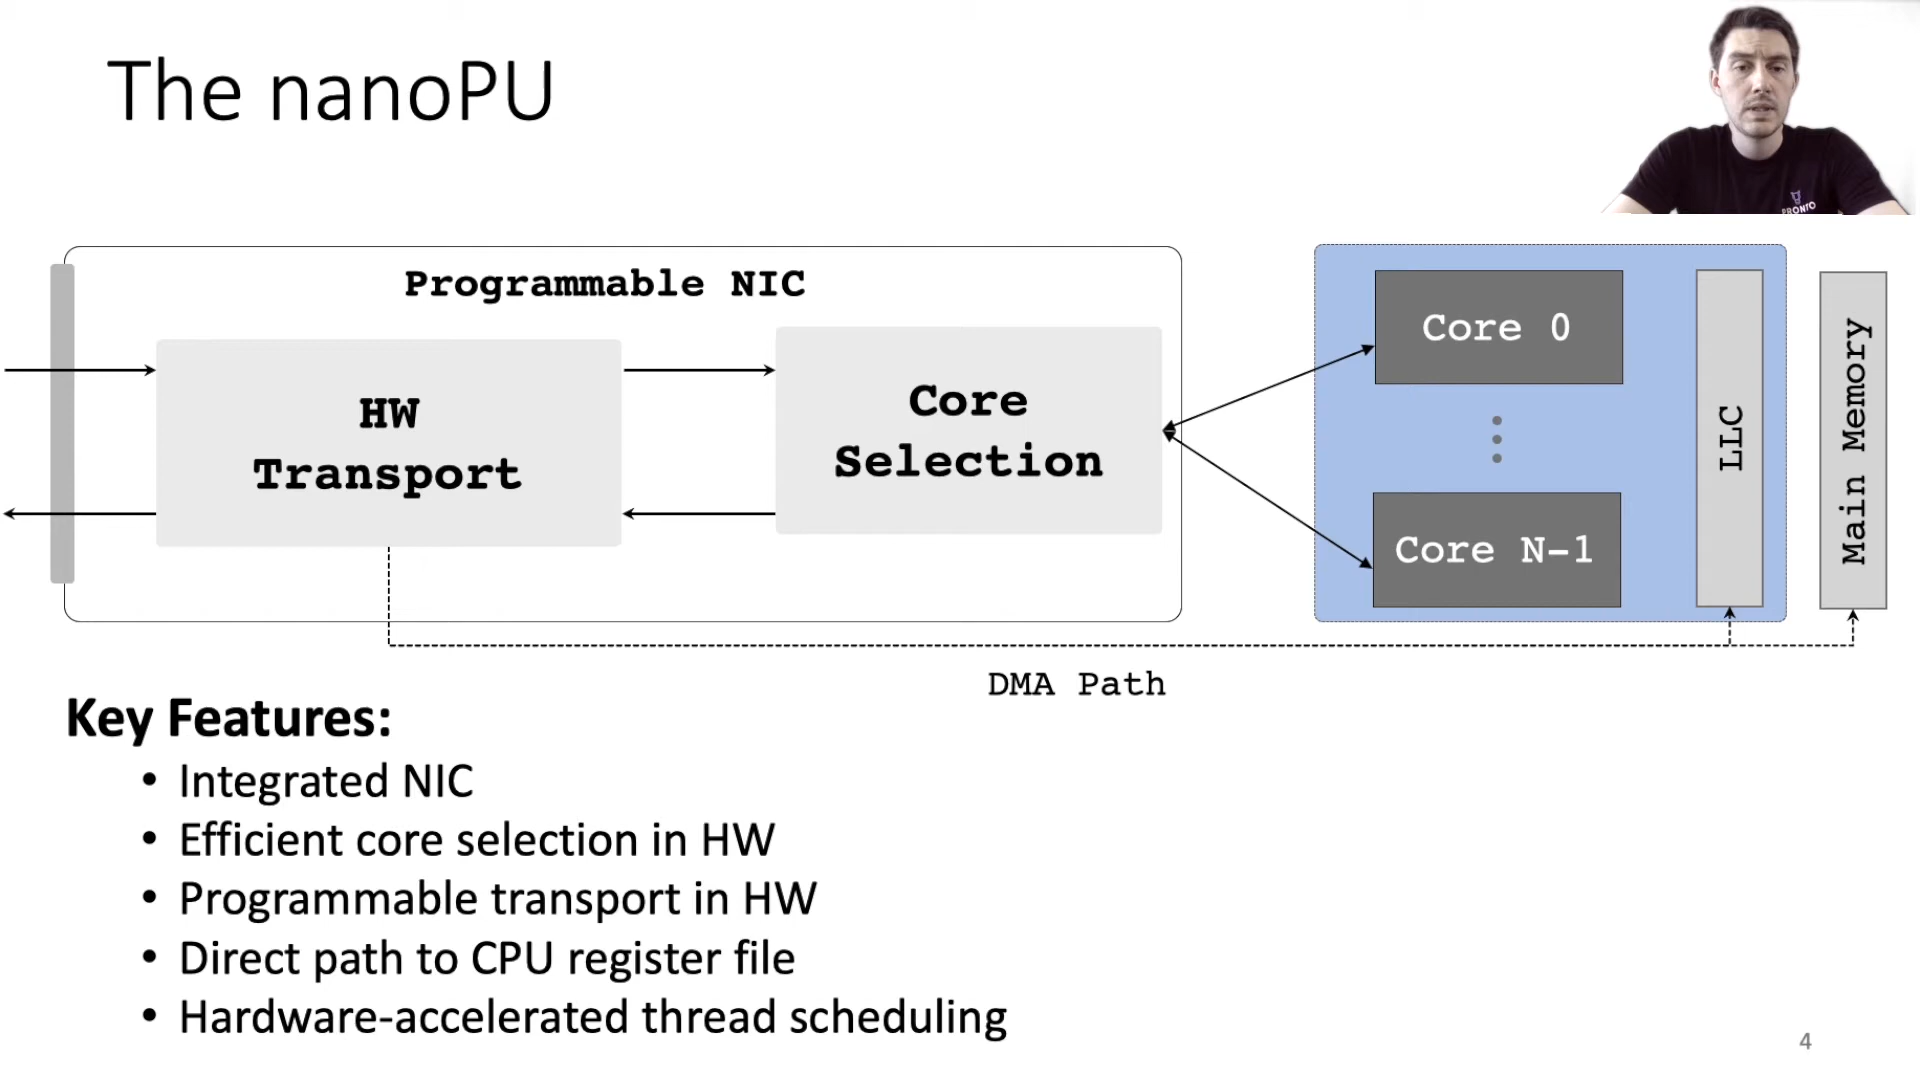 The nanoPU
PRONTO
Programmable NIC
HW
Transport
Core
Selection
Core 0
Core N-1
LLC
Main Memory
DMA Path
Key Features:
• Integrated NIC
• Efficient core selection in HW
• Programmable transport in HW
• Direct path to CPU register file
• Hardware-accelerated thread scheduling
4